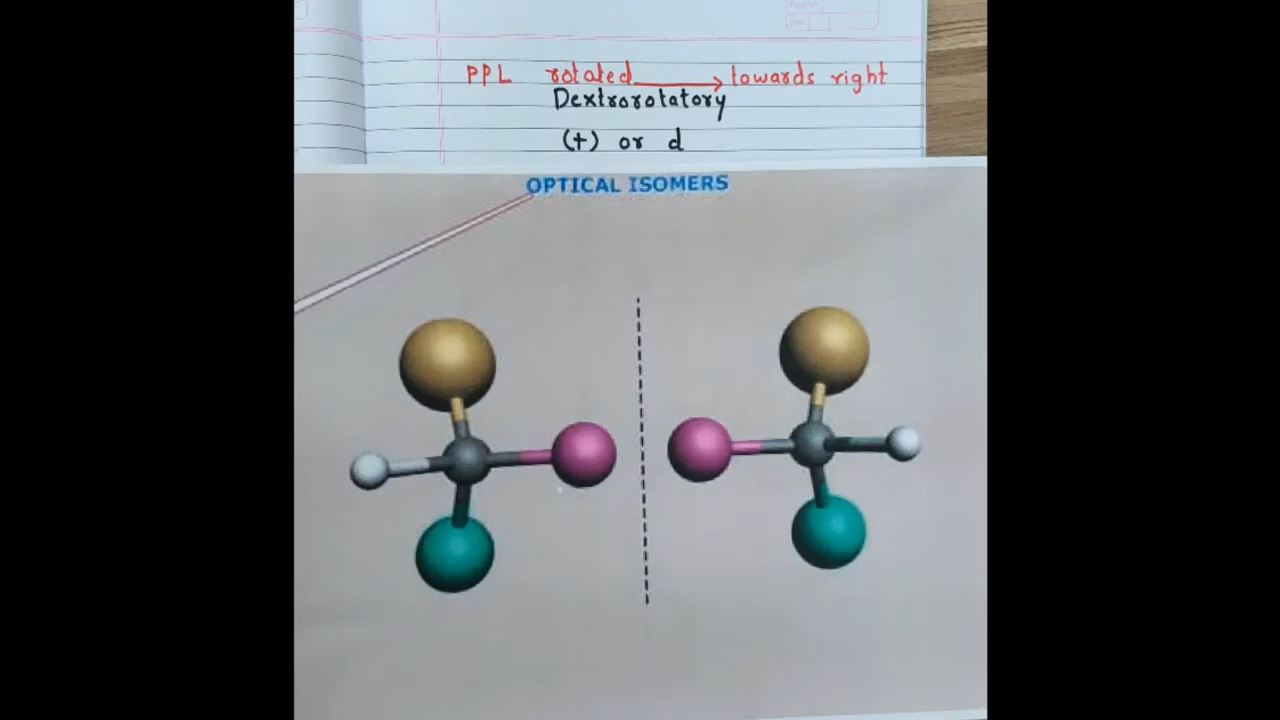 PPL rotated → towards right
Dextrorotatory
(+) or d
OPTICAL ISOMERS